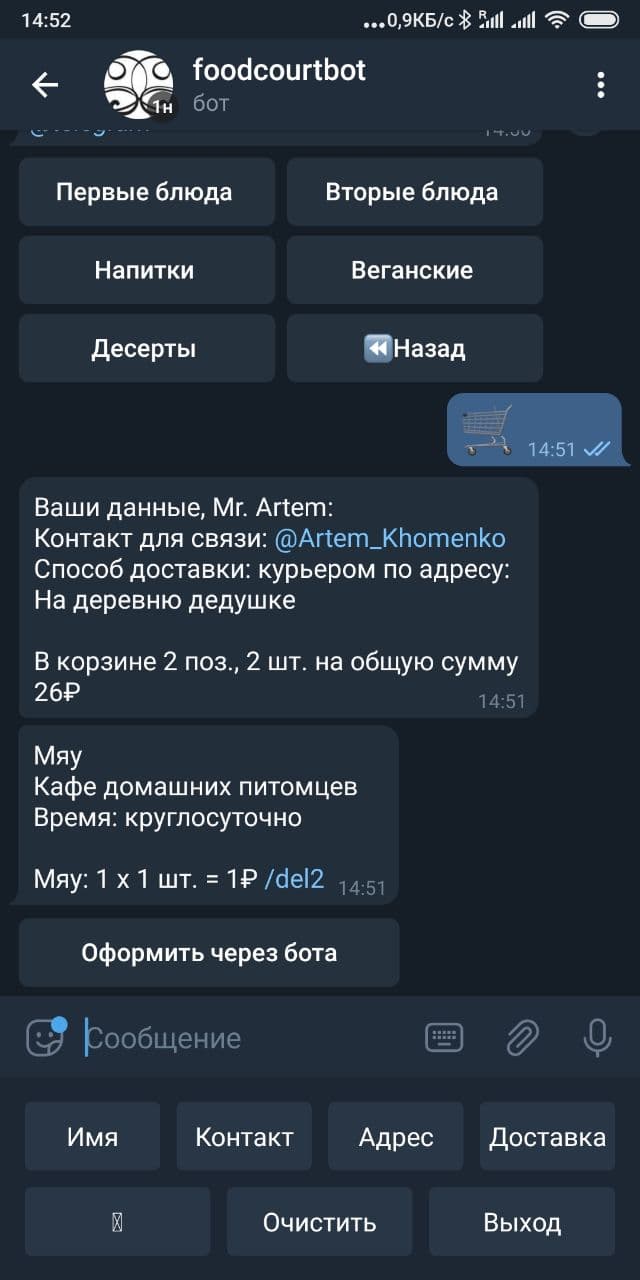 14:52
...0,9КБ/с
foodcourtbot
1н
бот
Первые блюда
Вторые блюда
Напитки
Веганские
Десерты
Назад
14:51
Ваши данные, Mr. Artem:
Контакт для связи: @Artem_Khomenko
Способ доставки: курьером по адресу:
На деревню дедушке
В корзине 2 поз., 2 шт. на общую сумму
26₽
14:51
Мяу
Кафе домашних питомцев
Время: круглосуточно
Мяу: 1 x 1 шт. = 1₽ /del2
14:51
Оформить через бота
Сообщение
Имя
Контакт
Адрес
Доставка
Очистить
Выход